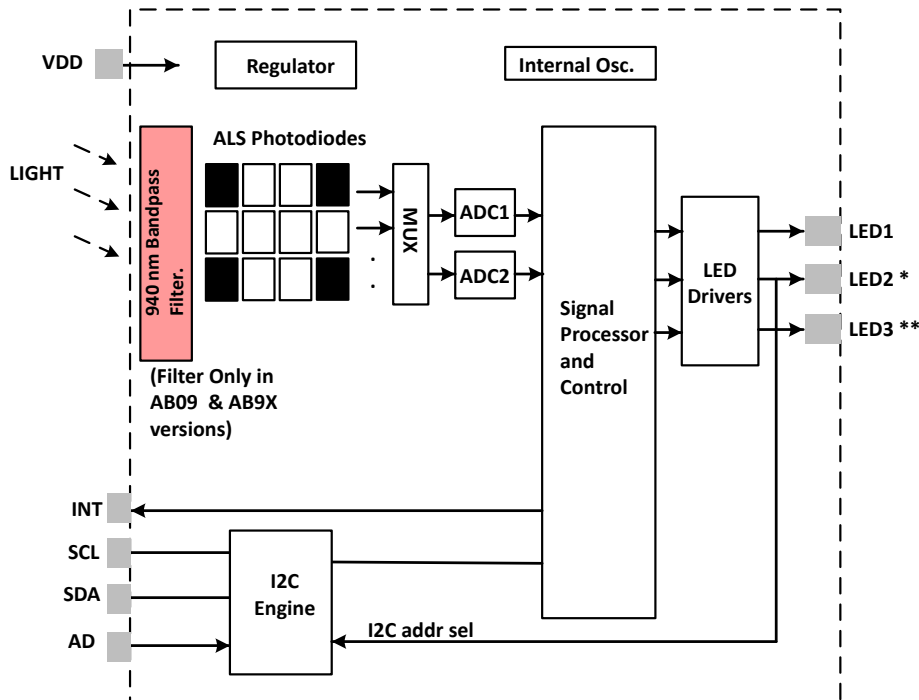 VDD
Regulator
Internal Osc.
LIGHT
940 nm Bandpass
Filter.
ALS Photodiodes
MUX
ADC1
ADC2
Signal
Processor
and
Control
LED
Drivers
LED1
LED2 *
LED3 **
(Filter Only in
AB09 & AB9X
versions)
INT
SCL
SDA
AD
I2C
Engine
I2C addr sel